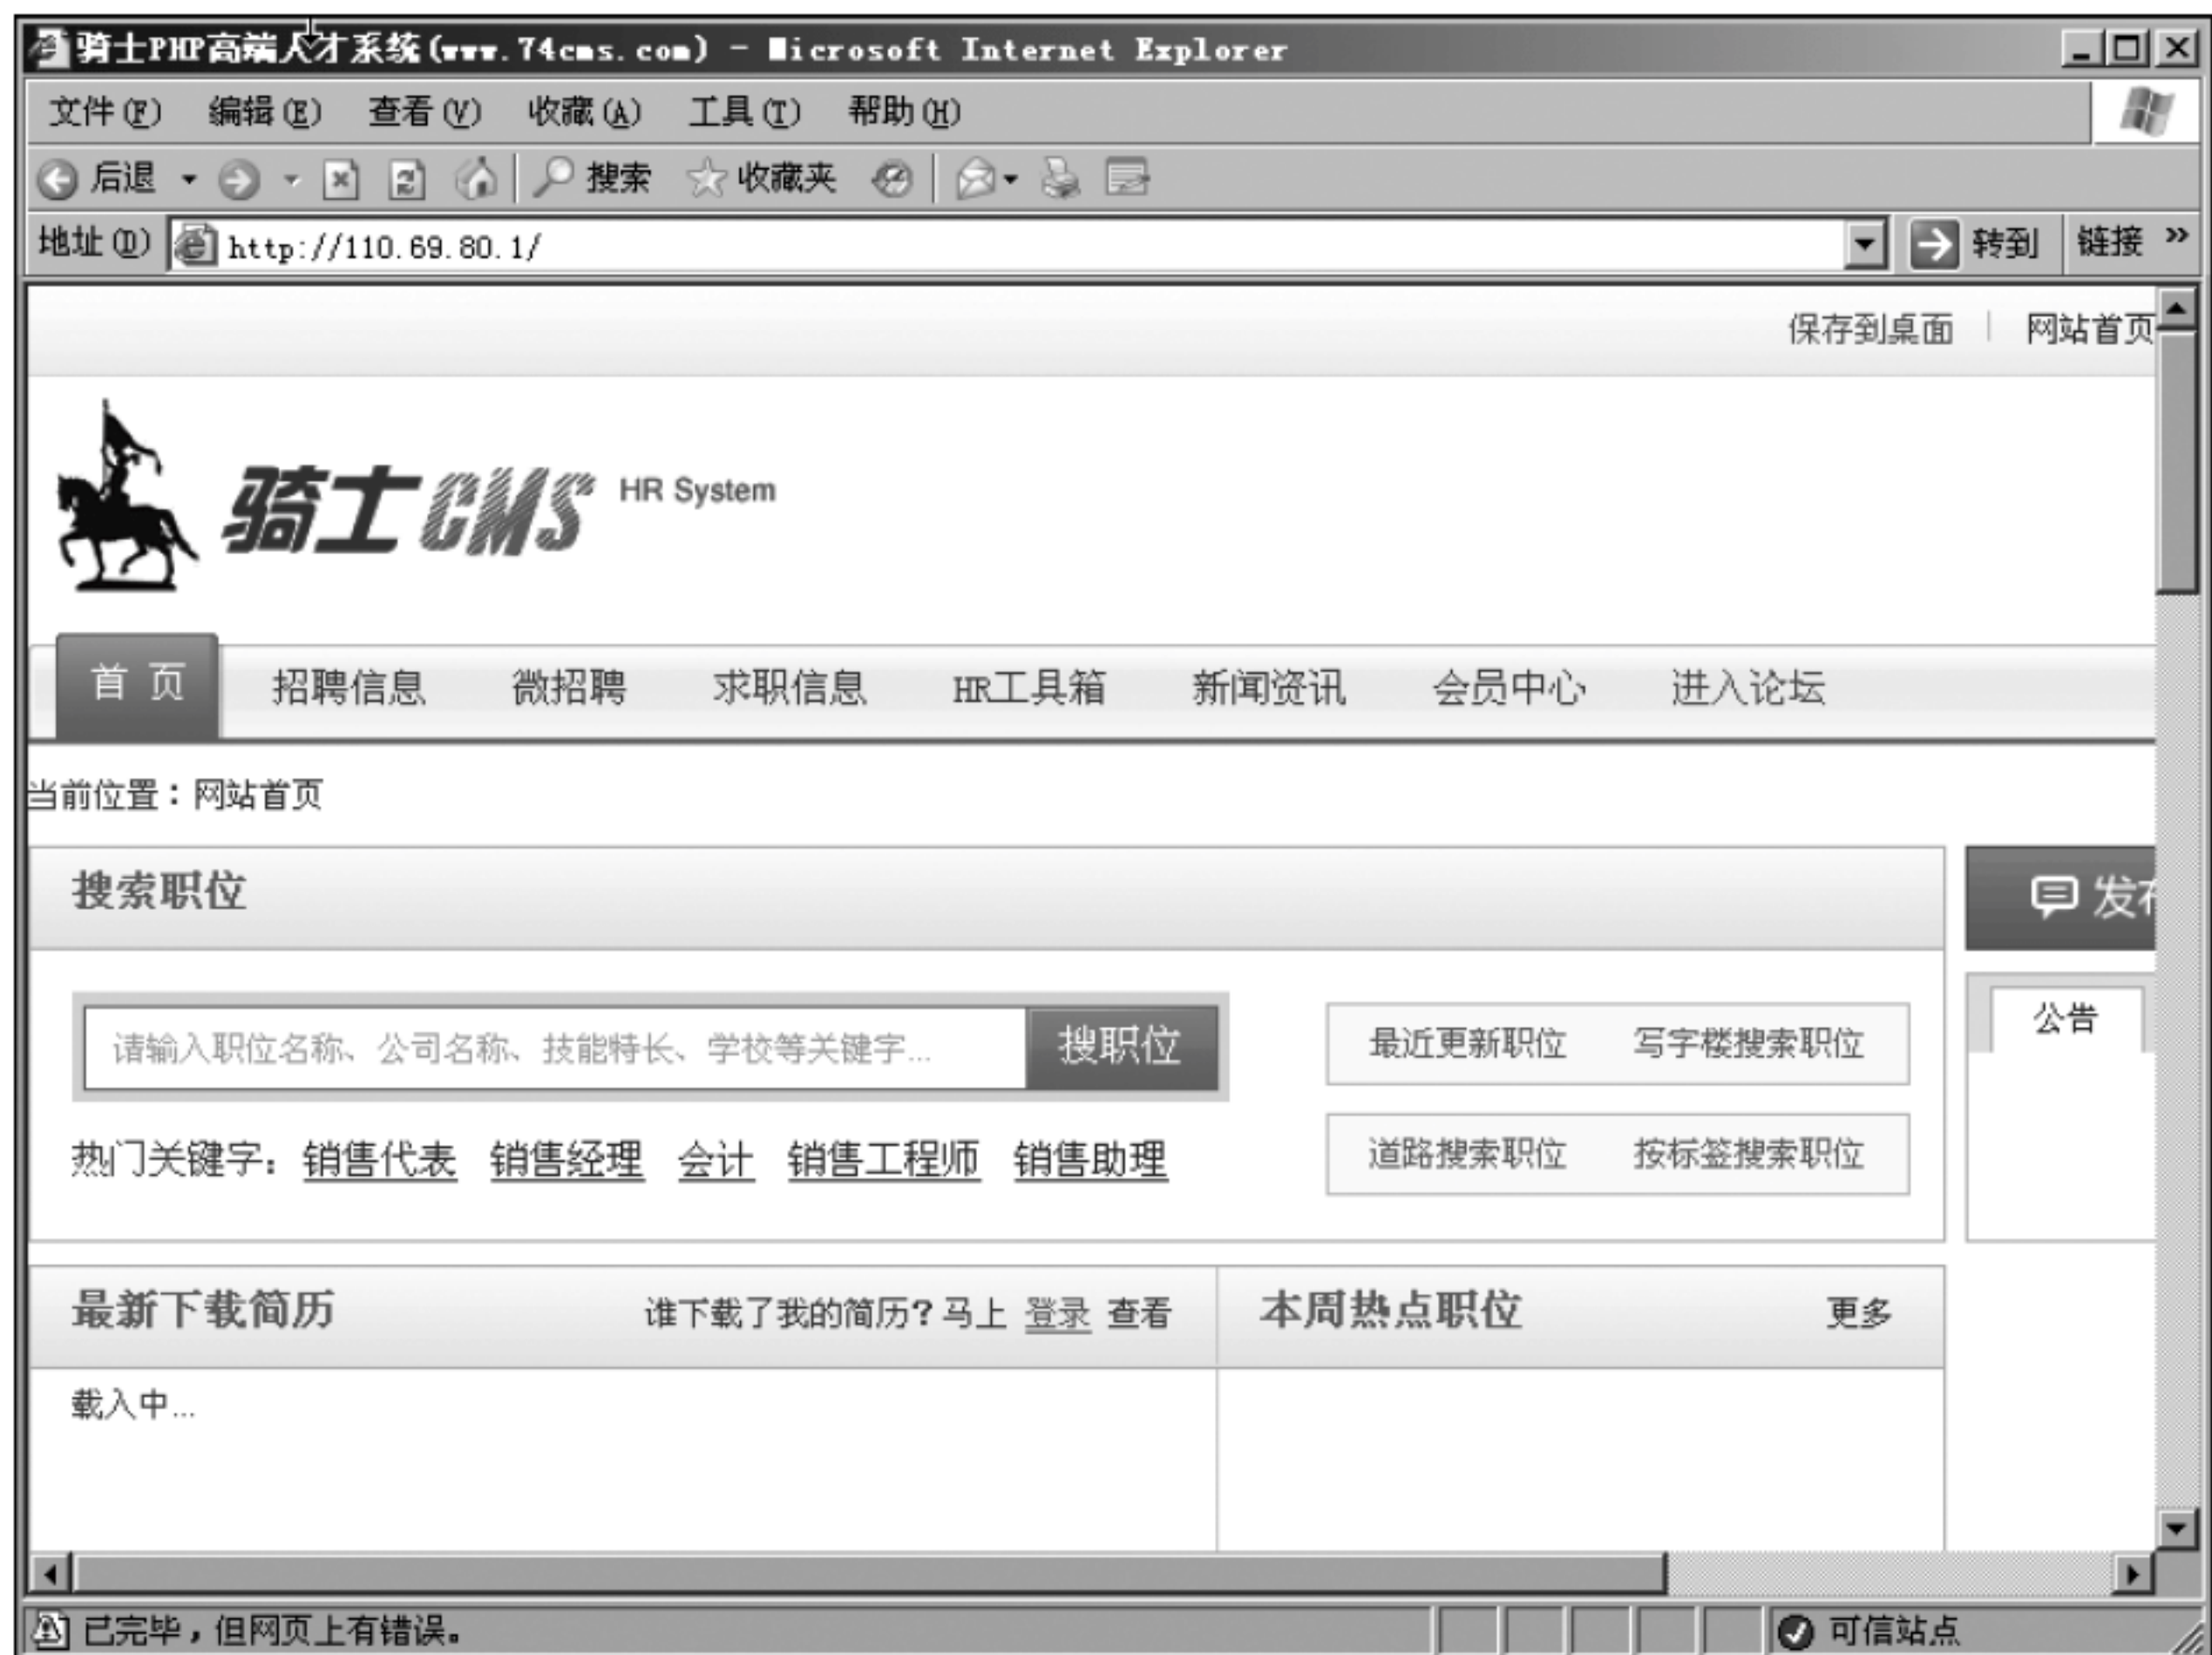 骑士PHP高端人才系统(www.74cms.com) - Microsoft Internet Explorer
文件(F) 编辑(E) 查看(V) 收藏(A) 工具(T) 帮助(H)
后退 搜索 收藏夹
地址(D) http://110.69.80.1/ 转到 链接 »
保存到桌面 | 网站首页
骑士CMS HR System
首页 招聘信息 微招聘 求职信息 HR工具箱 新闻资讯 会员中心 进入论坛
当前位置：网站首页
搜索职位 发布
请输入职位名称、公司名称、技能特长、学校等关键字... 搜职位 最近更新职位 写字楼搜索职位 公告
热门关键字: 销售代表 销售经理 会计 销售工程师 销售助理 道路搜索职位 按标签搜索职位
最新下载简历 谁下载了我的简历?马上 登录 查看 本周热点职位 更多
载入中...
已完毕，但网页上有错误。 可信站点